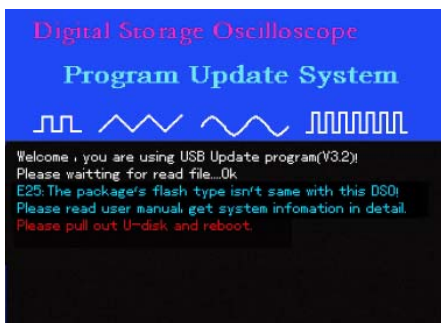 Digital Storage Oscilloscope
Program Update System
Welcome , you are using USB Update program(V3.2)!
Please waitting for read file....Ok
E25: The package's flash type isn't same with this DSO!
Please read user manual, get system infomation in detail.
Please pull out U-disk and reboot.